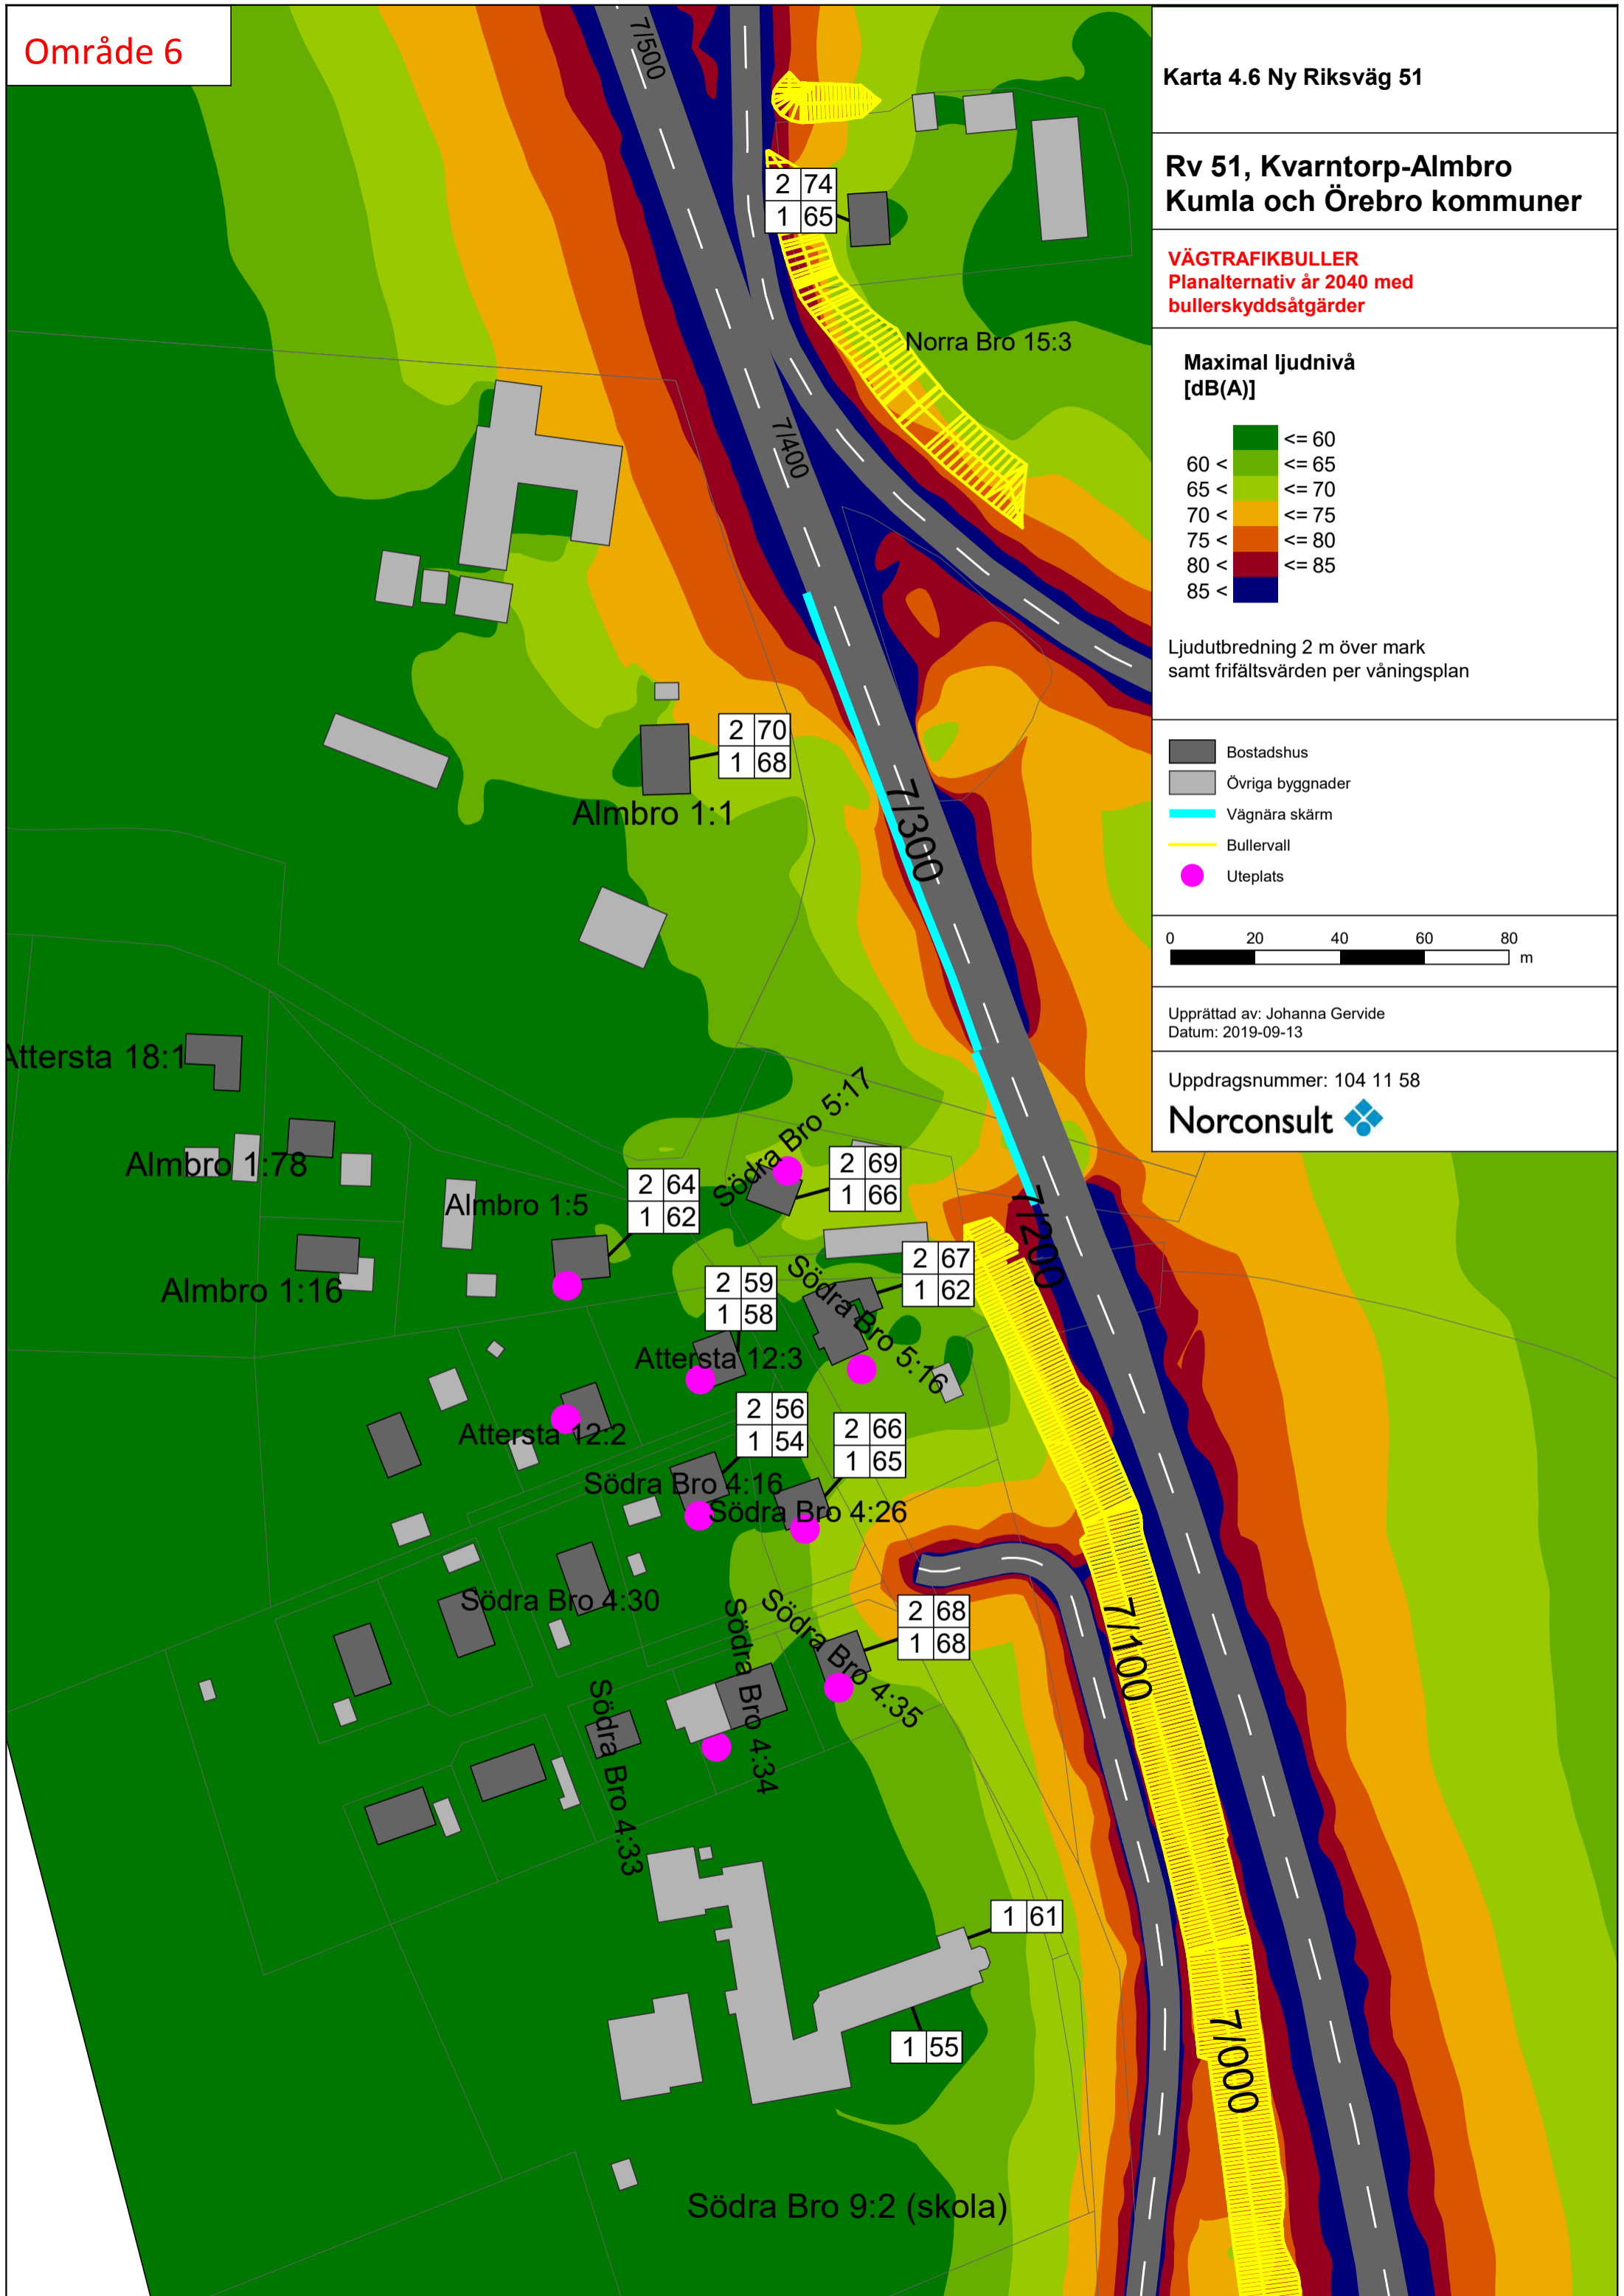 Område 6
Karta 4.6 Ny Riksväg 51
Rv 51, Kvarntorp-Almbro
Kumla och Örebro kommuner
VÄGTRAFIKBULLER
Planalternativ år 2040 med
bullerskyddsåtgärder
Maximal ljudnivå
[dB(A)]
<= 60
60 < <= 65
65 < <= 70
70 < <= 75
75 < <= 80
80 < <= 85
85 <
Ljudutbredning 2 m över mark
samt frifältsvärden per våningsplan
Bostadshus
Övriga byggnader
Vägnära skärm
Bullervall
Uteplats
0 20 40 60 80
m
Upprättad av: Johanna Gervide
Datum: 2019-09-13
Uppdragsnummer: 104 11 58
Norconsult
7/500
2 74
1 65
Norra Bro 15:3
7/400
2 70
1 68
Almbro 1:1
7/300
Attersta 18:1
Almbro 1:78
Almbro 1:5
Almbro 1:16
2 64
1 62
Södra Bro 5:17
2 69
1 66
7/200
2 67
1 62
Södra Bro 5:16
2 59
1 58
Attersta 12:3
Attersta 12:2
2 56
1 54
Södra Bro 4:16
2 66
1 65
Södra Bro 4:26
Södra Bro 4:30
2 68
1 68
Södra Bro 4:35
Södra Bro 4:34
Södra Bro 4:33
7/100
1 61
1 55
7/000
Södra Bro 9:2 (skola)